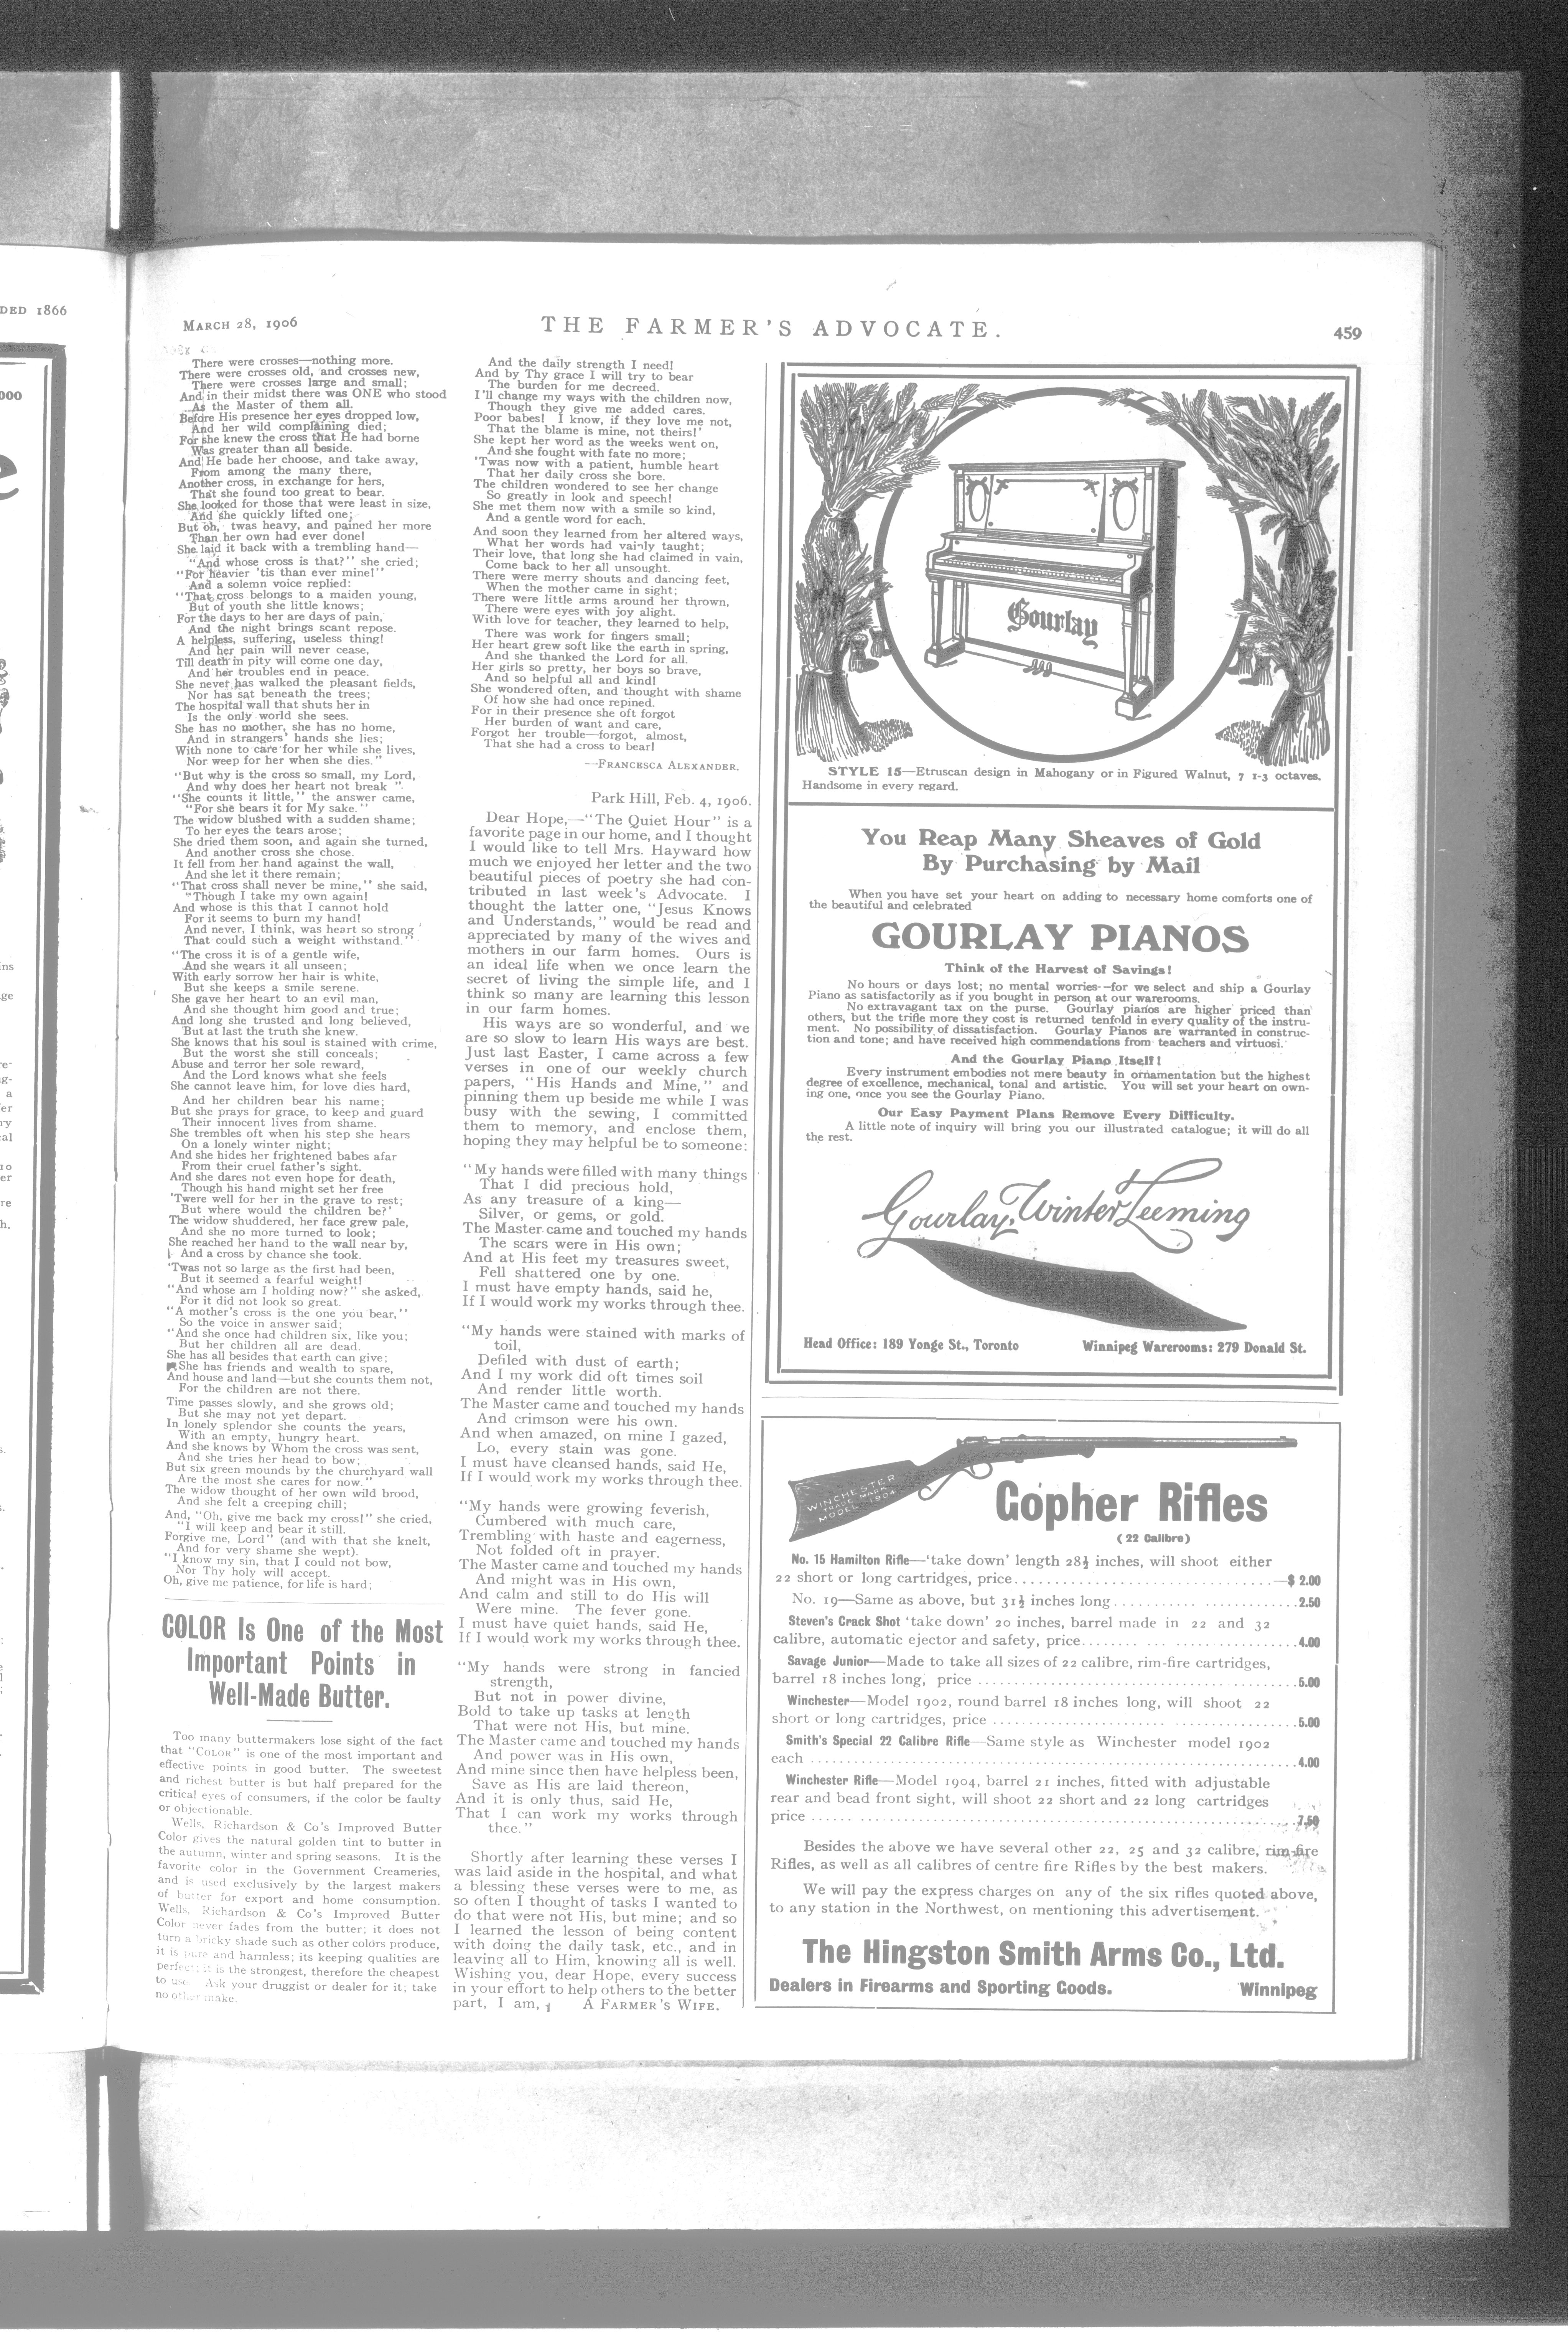 DED 1866
MARCH 28, 1906
THE FARMER'S ADVOCATE.
459
There were crosses—nothing more.
There were crosses old, and crosses new,
There were crosses large and small;
And in their midst there was ONE who stood
As the Master of them all.
Before His presence her eyes dropped low,
And her wild complaining died;
For she knew the cross that He had borne
Was greater than all beside.
And He bade her choose, and take away,
From among the many there,
Another cross, in exchange for hers,
That she found too great to bear.
She looked for those that were least in size,
And she quickly lifted one;
But oh, twas heavy, and pained her more
Than her own had ever done!
She laid it back with a trembling hand—
"And whose cross is that?" she cried;
"For heavier 'tis than ever mine!"
And a solemn voice replied:
"That cross belongs to a maiden young,
But of youth she little knows;
For the days to her are days of pain,
And the night brings scant repose.
A helpless, suffering, useless thing!
And her pain will never cease,
Till death in pity will come one day,
And her troubles end in peace.
She never has walked the pleasant fields,
Nor has sat beneath the trees;
The hospital wall that shuts her in
Is the only world she sees.
She has no mother, she has no home,
And in strangers' hands she lies;
With none to care for her while she lives,
Nor weep for her when she dies."
"But why is the cross so small, my Lord,
And why does her heart not break"
"She counts it little," the answer came,
"For she bears it for My sake."
The widow blushed with a sudden shame;
To her eyes the tears arose;
She dried them soon, and again she turned,
And another cross she chose.
It fell from her hand against the wall,
And she let it there remain;
"That cross shall never be mine," she said,
"Though I take my own again!
And whose is this that I cannot hold
For it seems to burn my hand!
And never, I think, was heart so strong
That could such a weight withstand."
"The cross it is of a gentle wife,
And she wears it all unseen;
With early sorrow her hair is white,
But she keeps a smile serene.
She gave her heart to an evil man,
And she thought him good and true;
And long she trusted and long believed,
But at last the truth she knew.
She knows that his soul is stained with crime,
But the worst she still conceals;
Abuse and terror her sole reward,
And the Lord knows what she feels
She cannot leave him, for love dies hard,
And her children bear his name;
But she prays for grace, to keep and guard
Their innocent lives from shame.
She trembles oft when his step she hears
On a lonely winter night;
And she hides her frightened babes afar
From their cruel father's sight.
And she dares not even hope for death,
Though his hand might set her free
'Twere well for her in the grave to rest;
But where would the children be?'
The widow shuddered, her face grew pale,
And she no more turned to look;
She reached her hand to the wall near by,
And a cross by chance she took.
'Twas not so large as the first had been,
But it seemed a fearful weight!
"And whose am I holding now?" she asked,
For it did not look so great.
"A mother's cross is the one you bear,"
So the voice in answer said;
"And she once had children six, like you;
But her children all are dead.
She has all besides that earth can give;
She has friends and wealth to spare,
And house and land—but she counts them not,
For the children are not there.
Time passes slowly, and she grows old;
But she may not yet depart.
In lonely splendor she counts the years,
With an empty, hungry heart.
And she knows by Whom the cross was sent,
And she tries her head to bow;
But six green mounds by the churchyard wall
Are the most she cares for now."
The widow thought of her own wild brood,
And she felt a creeping chill;
And, "Oh, give me back my cross!" she cried,
"I will keep and bear it still.
Forgive me, Lord" (and with that she knelt,
And for very shame she wept).
"I know my sin, that I could not bow,
Nor Thy holy will accept.
Oh, give me patience, for life is hard;
COLOR Is One of the Most
Important Points in
Well-Made Butter.
Too many buttermakers lose sight of the fact
that "COLOR" is one of the most important and
effective points in good butter. The sweetest
and richest butter is but half prepared for the
critical eyes of consumers, if the color be faulty
or objectionable.
Wells, Richardson & Co's Improved Butter
Color gives the natural golden tint to butter in
the autumn, winter and spring seasons. It is the
favorite color in the Government Creameries,
and is used exclusively by the largest makers
of butter for export and home consumption.
Wells, Richardson & Co's Improved Butter
Color never fades from the butter; it does not
turn a bricky shade such as other colors produce,
it is pure and harmless; its keeping qualities are
perfect; it is the strongest, therefore the cheapest
to use. Ask your druggist or dealer for it; take
no other make.
And the daily strength I need!
And by Thy grace I will try to bear
The burden for me decreed.
I'll change my ways with the children now,
Though they give me added cares.
Poor babes! I know, if they love me not,
That the blame is mine, not theirs!'
She kept her word as the weeks went on,
And she fought with fate no more;
'Twas now with a patient, humble heart
That her daily cross she bore.
The children wondered to see her change
So greatly in look and speech!
She met them now with a smile so kind,
And a gentle word for each.
And soon they learned from her altered ways,
What her words had vainly taught;
Their love, that long she had claimed in vain,
Come back to her all unsought.
There were merry shouts and dancing feet,
When the mother came in sight;
There were little arms around her thrown,
There were eyes with joy alight.
With love for teacher, they learned to help,
There was work for fingers small;
Her heart grew soft like the earth in spring,
And she thanked the Lord for all.
Her girls so pretty, her boys so brave,
And so helpful all and kind!
She wondered often, and thought with shame
Of how she had once repined.
For in their presence she oft forgot
Her burden of want and care,
Forgot her trouble—forgot, almost,
That she had a cross to bear!
—FRANCESCA ALEXANDER.
Park Hill, Feb. 4, 1906.
Dear Hope,—"The Quiet Hour" is a
favorite page in our home, and I thought
I would like to tell Mrs. Hayward how
much we enjoyed her letter and the two
beautiful pieces of poetry she had con-
tributed in last week's Advocate. I
thought the latter one, "Jesus Knows
and Understands," would be read and
appreciated by many of the wives and
mothers in our farm homes. Ours is
an ideal life when we once learn the
secret of living the simple life, and I
think so many are learning this lesson
in our farm homes.
His ways are so wonderful, and we
are so slow to learn His ways are best.
Just last Easter, I came across a few
verses in one of our weekly church
papers, "His Hands and Mine," and
pinning them up beside me while I was
busy with the sewing, I committed
them to memory, and enclose them,
hoping they may helpful be to someone:
"My hands were filled with many things
That I did precious hold,
As any treasure of a king—
Silver, or gems, or gold.
The Master came and touched my hands
The scars were in His own;
And at His feet my treasures sweet,
Fell shattered one by one.
I must have empty hands, said he,
If I would work my works through thee.
"My hands were stained with marks of
toil,
Defiled with dust of earth;
And I my work did oft times soil
And render little worth.
The Master came and touched my hands
And crimson were his own.
And when amazed, on mine I gazed,
Lo, every stain was gone.
I must have cleansed hands, said He,
If I would work my works through thee.
"My hands were growing feverish,
Cumbered with much care,
Trembling with haste and eagerness,
Not folded oft in prayer.
The Master came and touched my hands
And might was in His own,
And calm and still to do His will
Were mine. The fever gone.
I must have quiet hands, said He,
If I would work my works through thee.
"My hands were strong in fancied
strength,
But not in power divine,
Bold to take up tasks at length
That were not His, but mine.
The Master came and touched my hands
And power was in His own,
And mine since then have helpless been,
Save as His are laid thereon,
And it is only thus, said He,
That I can work my works through
thee."
Shortly after learning these verses I
was laid aside in the hospital, and what
a blessing these verses were to me, as
so often I thought of tasks I wanted to
do that were not His, but mine; and so
I learned the lesson of being content
with doing the daily task, etc., and in
leaving all to Him, knowing all is well.
Wishing you, dear Hope, every success
in your effort to help others to the better
part, I am, A FARMER'S WIFE.
Gourlay
STYLE 15—Etruscan design in Mahogany or in Figured Walnut, 7 1-3 octaves.
Handsome in every regard.
You Reap Many Sheaves of Gold
By Purchasing by Mail
When you have set your heart on adding to necessary home comforts one of
the beautiful and celebrated
GOURLAY PIANOS
Think of the Harvest of Savings!
No hours or days lost; no mental worries--for we select and ship a Gourlay
Piano as satisfactorily as if you bought in person at our warerooms.
No extravagant tax on the purse. Gourlay pianos are higher priced than
others, but the trifle more they cost is returned tenfold in every quality of the instru-
ment. No possibility of dissatisfaction. Gourlay Pianos are warranted in construc-
tion and tone; and have received high commendations from teachers and virtuosi.
And the Gourlay Piano Itself!
Every instrument embodies not mere beauty in ornamentation but the highest
degree of excellence, mechanical, tonal and artistic. You will set your heart on own-
ing one, once you see the Gourlay Piano.
Our Easy Payment Plans Remove Every Difficulty.
A little note of inquiry will bring you our illustrated catalogue; it will do all
the rest.
Gourlay, Winter & Leeming
Head Office: 189 Yonge St., Toronto Winnipeg Warerooms: 279 Donald St.
WINCHESTER
TRADE MARK
MODEL 1904
Gopher Rifles
(22 Calibre)
No. 15 Hamilton Rifle—'take down' length 28½ inches, will shoot either
22 short or long cartridges, price..........—$ 2.00
No. 19—Same as above, but 31½ inches long..........2.50
Steven's Crack Shot 'take down' 20 inches, barrel made in 22 and 32
calibre, automatic ejector and safety, price..........4.00
Savage Junior—Made to take all sizes of 22 calibre, rim-fire cartridges,
barrel 18 inches long, price..........5.00
Winchester—Model 1902, round barrel 18 inches long, will shoot 22
short or long cartridges, price..........5.00
Smith's Special 22 Calibre Rifle—Same style as Winchester model 1902
each..........4.00
Winchester Rifle—Model 1904, barrel 21 inches, fitted with adjustable
rear and bead front sight, will shoot 22 short and 22 long cartridges
price..........7.50
Besides the above we have several other 22, 25 and 32 calibre, rim-fire
Rifles, as well as all calibres of centre fire Rifles by the best makers.
We will pay the express charges on any of the six rifles quoted above,
to any station in the Northwest, on mentioning this advertisement.
The Hingston Smith Arms Co., Ltd.
Dealers in Firearms and Sporting Goods. Winnipeg